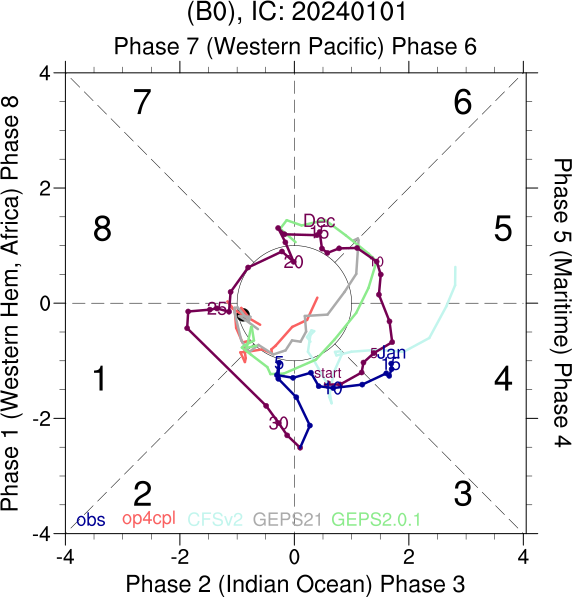 (B0), IC: 20240101
Phase 7 (Western Pacific) Phase 6
4
7
6
Phase 1 (Western Hem, Africa) Phase 8
Phase 5 (Maritime) Phase 4
2
Dec
15
8
5
20
10
0
25
5 Jan
5
15
start
10
1
4
-2
30
2
3
obs op4cpl CFSv2 GEPS21 GEPS2.0.1
-4
-4 -2 0 2 4
Phase 2 (Indian Ocean) Phase 3